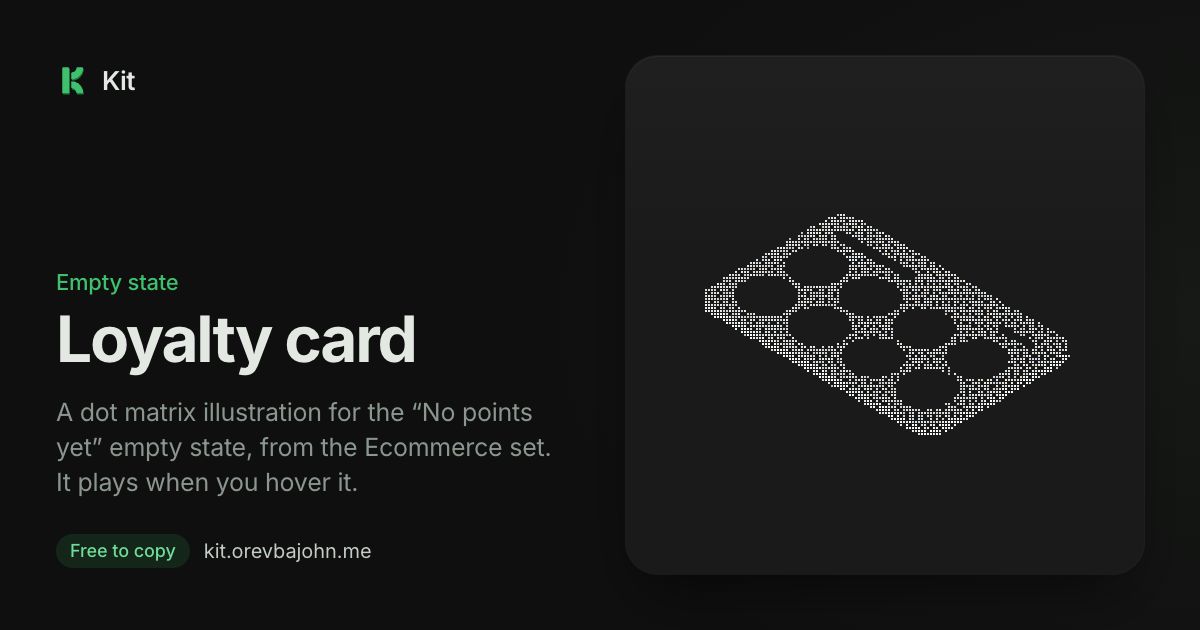 Kit
Empty state
Loyalty card
A dot matrix illustration for the “No points
yet” empty state, from the Ecommerce set.
It plays when you hover it.
Free to copy
kit.orevbajohn.me